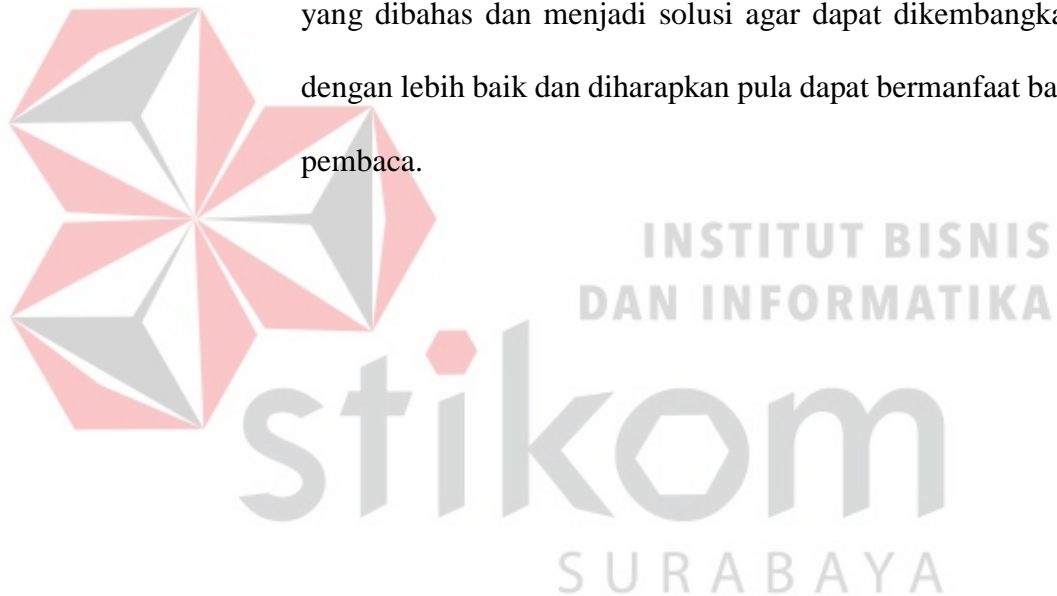 yang dibahas dan menjadi solusi agar dapat dikembangka
dengan lebih baik dan diharapkan pula dapat bermanfaat ba
pembaca.
INSTITUT BISNIS
DAN INFORMATIKA
stikom
SURABAYA